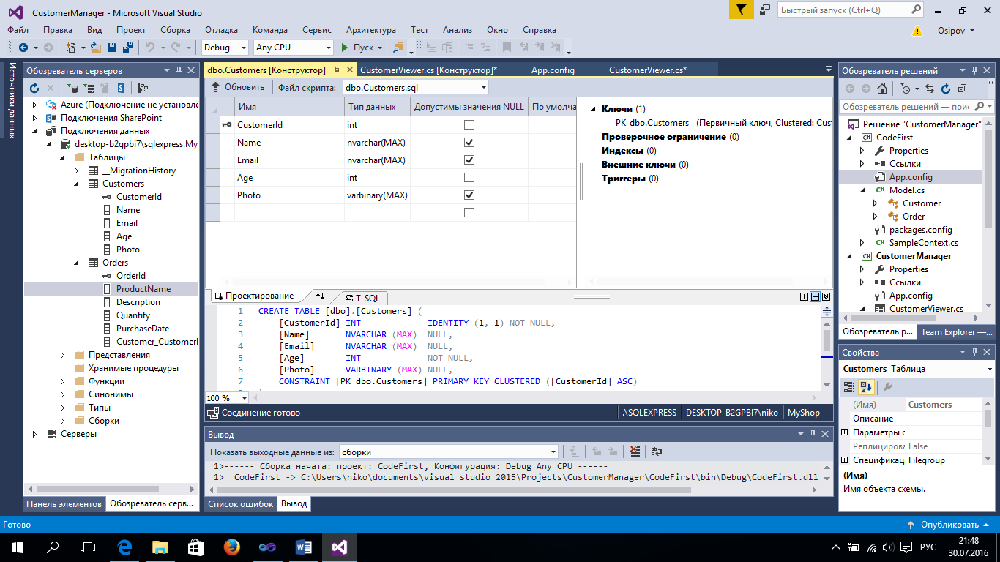 CustomerManager - Microsoft Visual Studio
Быстрый запуск (Ctrl+Q)
Файл Правка Вид Проект Сборка Отладка Команда Сервис Архитектура Тест Анализ Окно Справка
Osipov
Debug Any CPU Пуск
Источники данных
Обозреватель серверов
Azure (Подключение не установле
Подключения SharePoint
Подключения данных
desktop-b2gpbi7\sqlexpress.My
Таблицы
__MigrationHistory
Customers
CustomerId
Name
Email
Age
Photo
Orders
OrderId
ProductName
Description
Quantity
PurchaseDate
Customer_CustomerI
Представления
Хранимые процедуры
Функции
Синонимы
Типы
Сборки
Серверы
Панель элементов Обозреватель серв...
dbo.Customers [Конструктор] CustomerViewer.cs [Конструктор]* App.config CustomerViewer.cs*
Обновить Файл скрипта: dbo.Customers.sql
Имя Тип данных Допустимы значения NULL По умолча
CustomerId int
Name nvarchar(MAX)
Email nvarchar(MAX)
Age int
Photo varbinary(MAX)
Ключи (1)
PK_dbo.Customers (Первичный ключ, Clustered: Cus
Проверочное ограничение (0)
Индексы (0)
Внешние ключи (0)
Триггеры (0)
Проектирование T-SQL
1 CREATE TABLE [dbo].[Customers] (
2 [CustomerId] INT IDENTITY (1, 1) NOT NULL,
3 [Name] NVARCHAR (MAX) NULL,
4 [Email] NVARCHAR (MAX) NULL,
5 [Age] INT NOT NULL,
6 [Photo] VARBINARY (MAX) NULL,
7 CONSTRAINT [PK_dbo.Customers] PRIMARY KEY CLUSTERED ([CustomerId] ASC)
100 %
Соединение готово .\SQLEXPRESS DESKTOP-B2GPBI7\niko MyShop
Вывод
Показать выходные данные из: сборки
1>------ Сборка начата: проект: CodeFirst, Конфигурация: Debug Any CPU ------
1> CodeFirst -> C:\Users\niko\documents\visual studio 2015\Projects\CustomerManager\CodeFirst\bin\Debug\CodeFirst.dll
Список ошибок Вывод
Обозреватель решений
Обозреватель решений — поис
Решение "CustomerManager"
CodeFirst
Properties
Ссылки
App.config
Model.cs
Customer
Order
packages.config
SampleContext.cs
CustomerManager
Properties
Ссылки
App.config
CustomerViewer.cs
Обозреватель р... Team Explorer —...
Свойства
Customers Таблица
(Имя) Customers
Описание
Параметры с
Реплицирова False
Спецификац Filegroup
(Имя)
Имя объекта схемы.
Готово
Опубликовать
РУС
21:48
30.07.2016